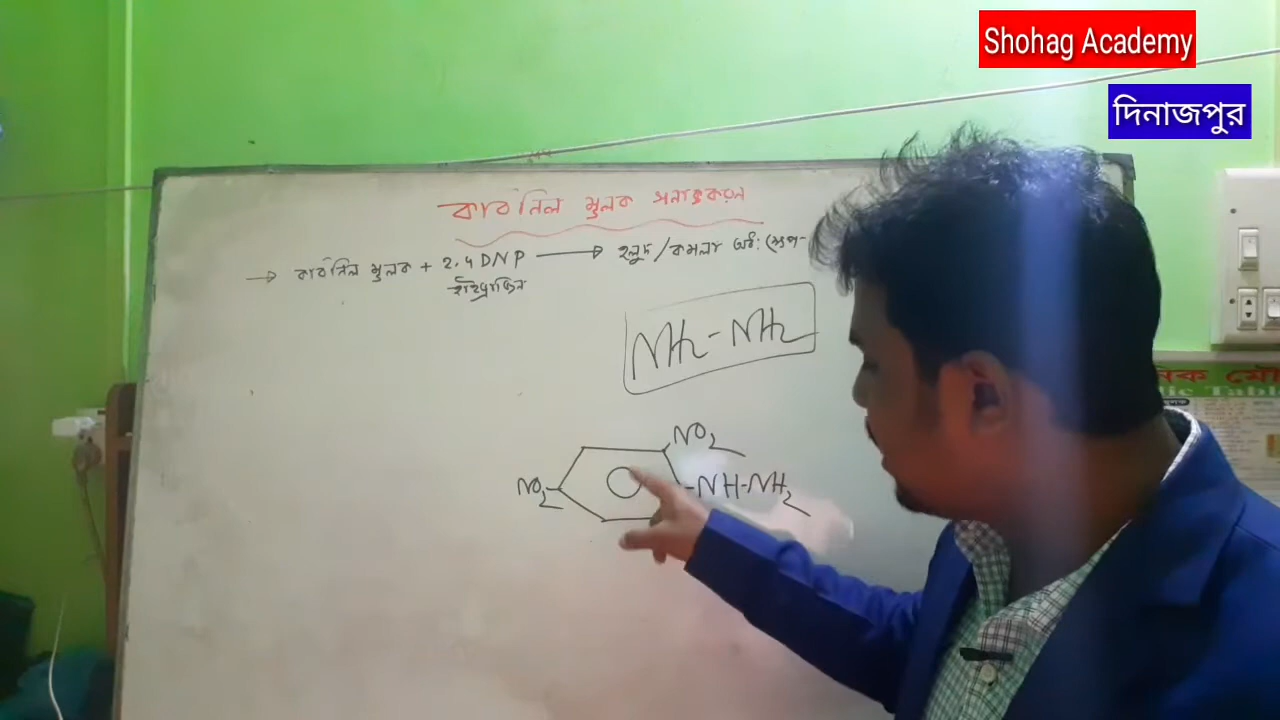 Shohag Academy
দিনাজপুর
কার্বনিল মুলক সনাক্তকরন
→ কার্বনিল মুলক + 2.4 DNP → হলুদ/কমলা অধ:ক্ষেপ-
হাইড্রাজিন
NH2-NH2
NO2
NO2
-NH-NH2
নিক মৌ